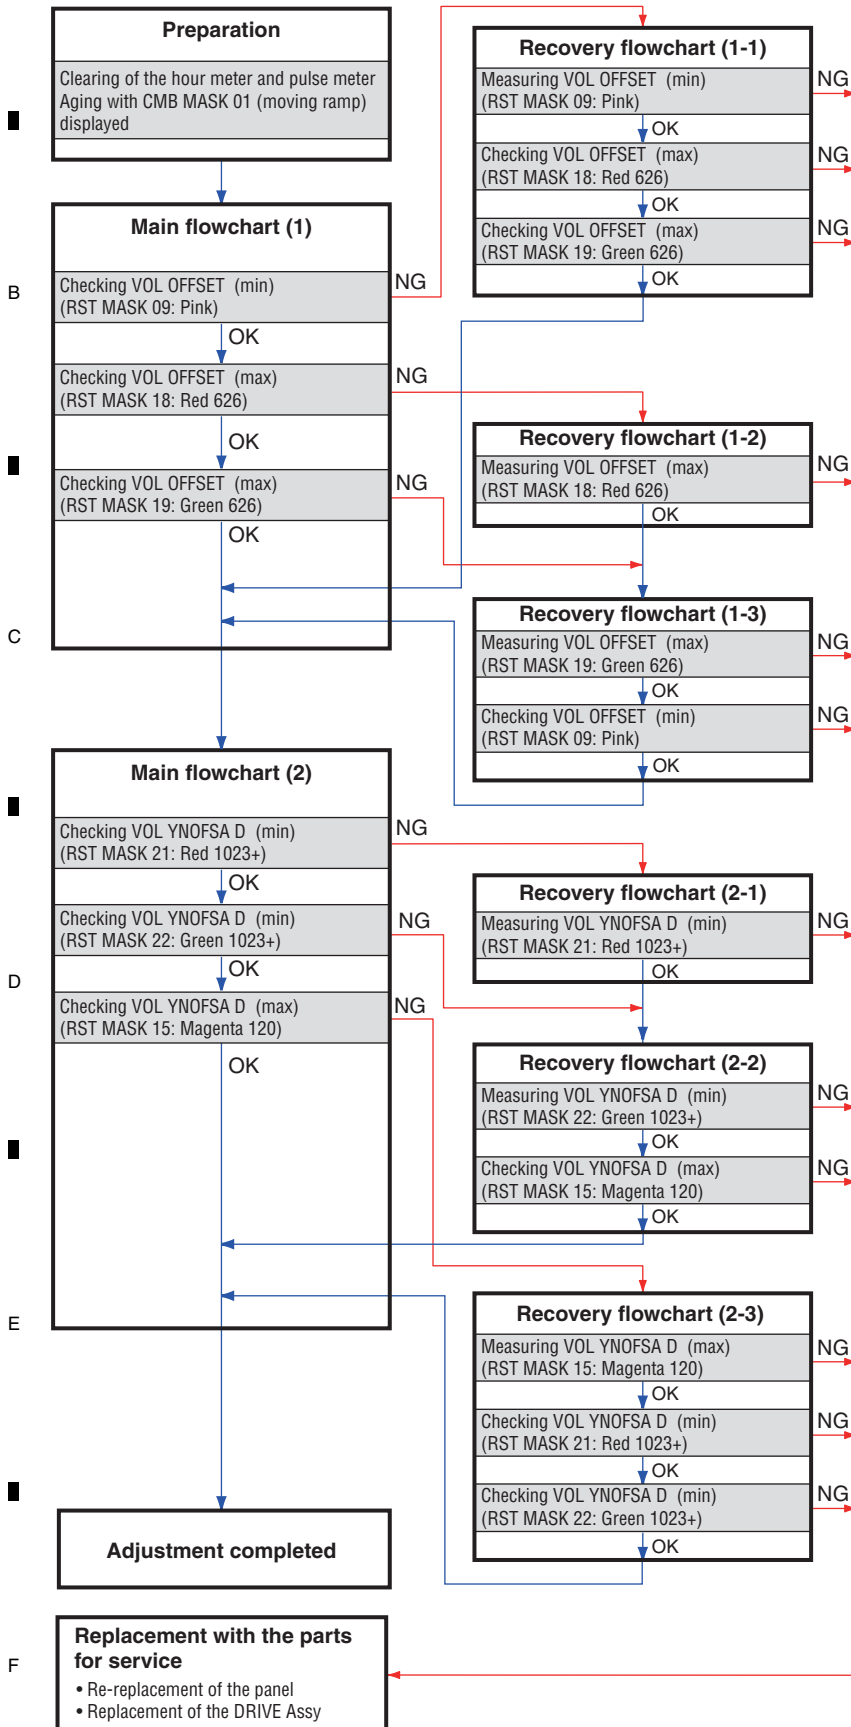 Preparation
Clearing of the hour meter and pulse meter
Aging with CMB MASK 01 (moving ramp)
displayed
Main flowchart (1)
B
Checking VOL OFFSET (min)
(RST MASK 09: Pink)
NG
OK
Checking VOL OFFSET (max)
(RST MASK 18: Red 626)
NG
OK
Checking VOL OFFSET (max)
(RST MASK 19: Green 626)
NG
OK
C
Recovery flowchart (1-1)
Measuring VOL OFFSET (min)
(RST MASK 09: Pink)
NG
OK
Checking VOL OFFSET (max)
(RST MASK 18: Red 626)
NG
OK
Checking VOL OFFSET (max)
(RST MASK 19: Green 626)
NG
OK
Recovery flowchart (1-2)
Measuring VOL OFFSET (max)
(RST MASK 18: Red 626)
NG
OK
Recovery flowchart (1-3)
Measuring VOL OFFSET (max)
(RST MASK 19: Green 626)
NG
OK
Checking VOL OFFSET (min)
(RST MASK 09: Pink)
NG
OK
Main flowchart (2)
Checking VOL YNOFSA D (min)
(RST MASK 21: Red 1023+)
NG
OK
Checking VOL YNOFSA D (min)
(RST MASK 22: Green 1023+)
NG
D
OK
Checking VOL YNOFSA D (max)
(RST MASK 15: Magenta 120)
NG
OK
E
Recovery flowchart (2-1)
Measuring VOL YNOFSA D (min)
(RST MASK 21: Red 1023+)
NG
OK
Recovery flowchart (2-2)
Measuring VOL YNOFSA D (min)
(RST MASK 22: Green 1023+)
NG
OK
Checking VOL YNOFSA D (max)
(RST MASK 15: Magenta 120)
NG
OK
Recovery flowchart (2-3)
Measuring VOL YNOFSA D (max)
(RST MASK 15: Magenta 120)
NG
OK
Checking VOL YNOFSA D (min)
(RST MASK 21: Red 1023+)
NG
OK
Checking VOL YNOFSA D (min)
(RST MASK 22: Green 1023+)
NG
OK
Adjustment completed
F
Replacement with the parts
for service
• Re-replacement of the panel
• Replacement of the DRIVE Assy